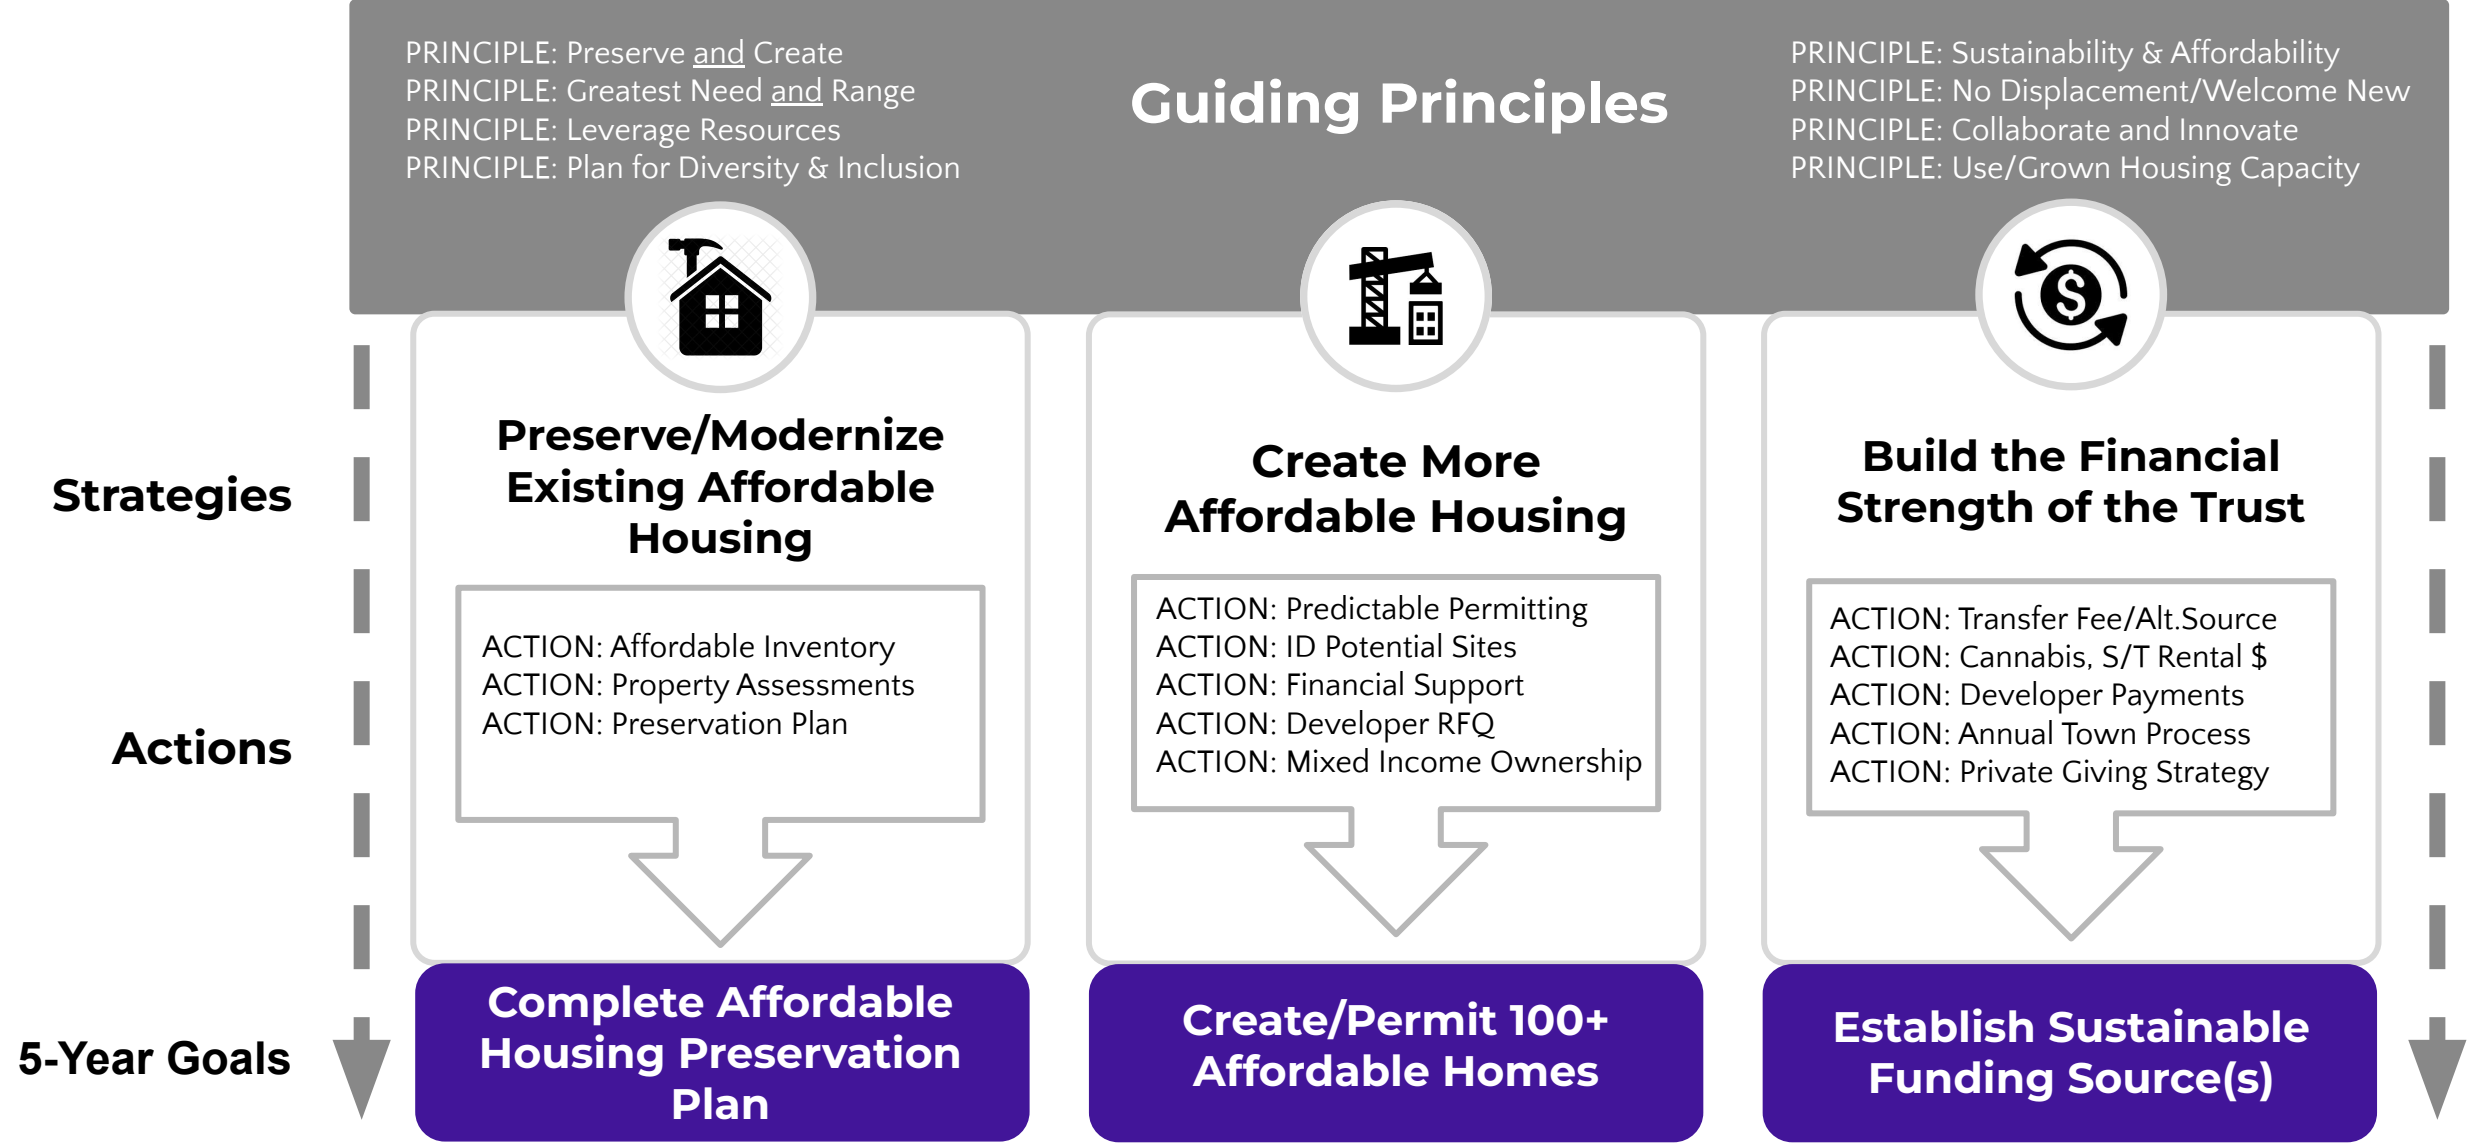 PRINCIPLE: Preserve and Create
PRINCIPLE: Greatest Need and Range
PRINCIPLE: Leverage Resources
PRINCIPLE: Plan for Diversity & Inclusion
Guiding Principles
PRINCIPLE: Sustainability & Affordability
PRINCIPLE: No Displacement/Welcome New
PRINCIPLE: Collaborate and Innovate
PRINCIPLE: Use/Grown Housing Capacity
Strategies
Preserve/Modernize
Existing Affordable
Housing
Create More
Affordable Housing
Build the Financial
Strength of the Trust
Actions
ACTION: Affordable Inventory
ACTION: Property Assessments
ACTION: Preservation Plan
ACTION: Predictable Permitting
ACTION: ID Potential Sites
ACTION: Financial Support
ACTION: Developer RFQ
ACTION: Mixed Income Ownership
ACTION: Transfer Fee/Alt.Source
ACTION: Cannabis, S/T Rental $
ACTION: Developer Payments
ACTION: Annual Town Process
ACTION: Private Giving Strategy
5-Year Goals
Complete Affordable
Housing Preservation
Plan
Create/Permit 100+
Affordable Homes
Establish Sustainable
Funding Source(s)